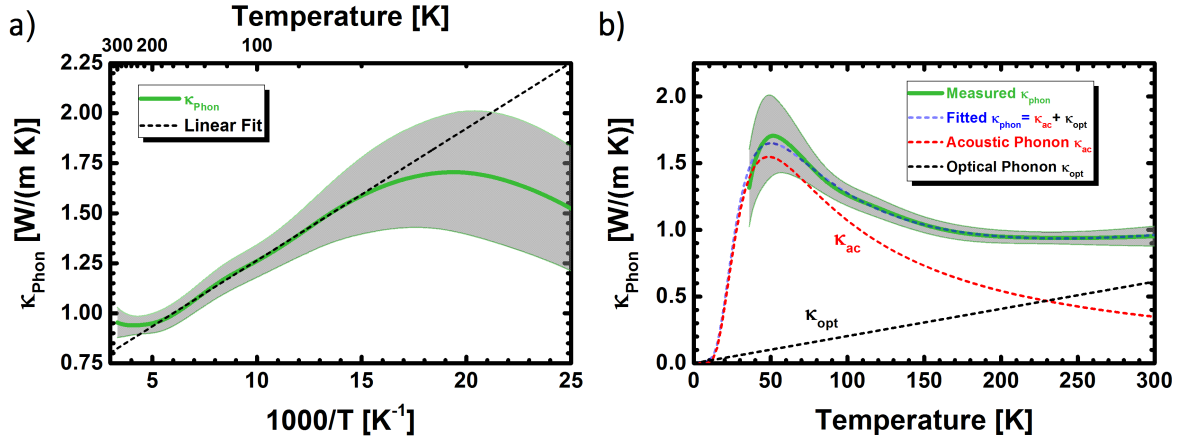 a)
Temperature [K]
300 200 100
κPhon [W/(m K)]
2.25
2.00
1.75
1.50
1.25
1.00
0.75
κPhon
Linear Fit
5 10 15 20 25
1000/T [K-1]
b)
κPhon [W/(m K)]
2.0
1.5
1.0
0.5
0.0
Measured κphon
Fitted κphon= κac + κopt
Acoustic Phonon κac
Optical Phonon κopt
κac
κopt
0 50 100 150 200 250 300
Temperature [K]